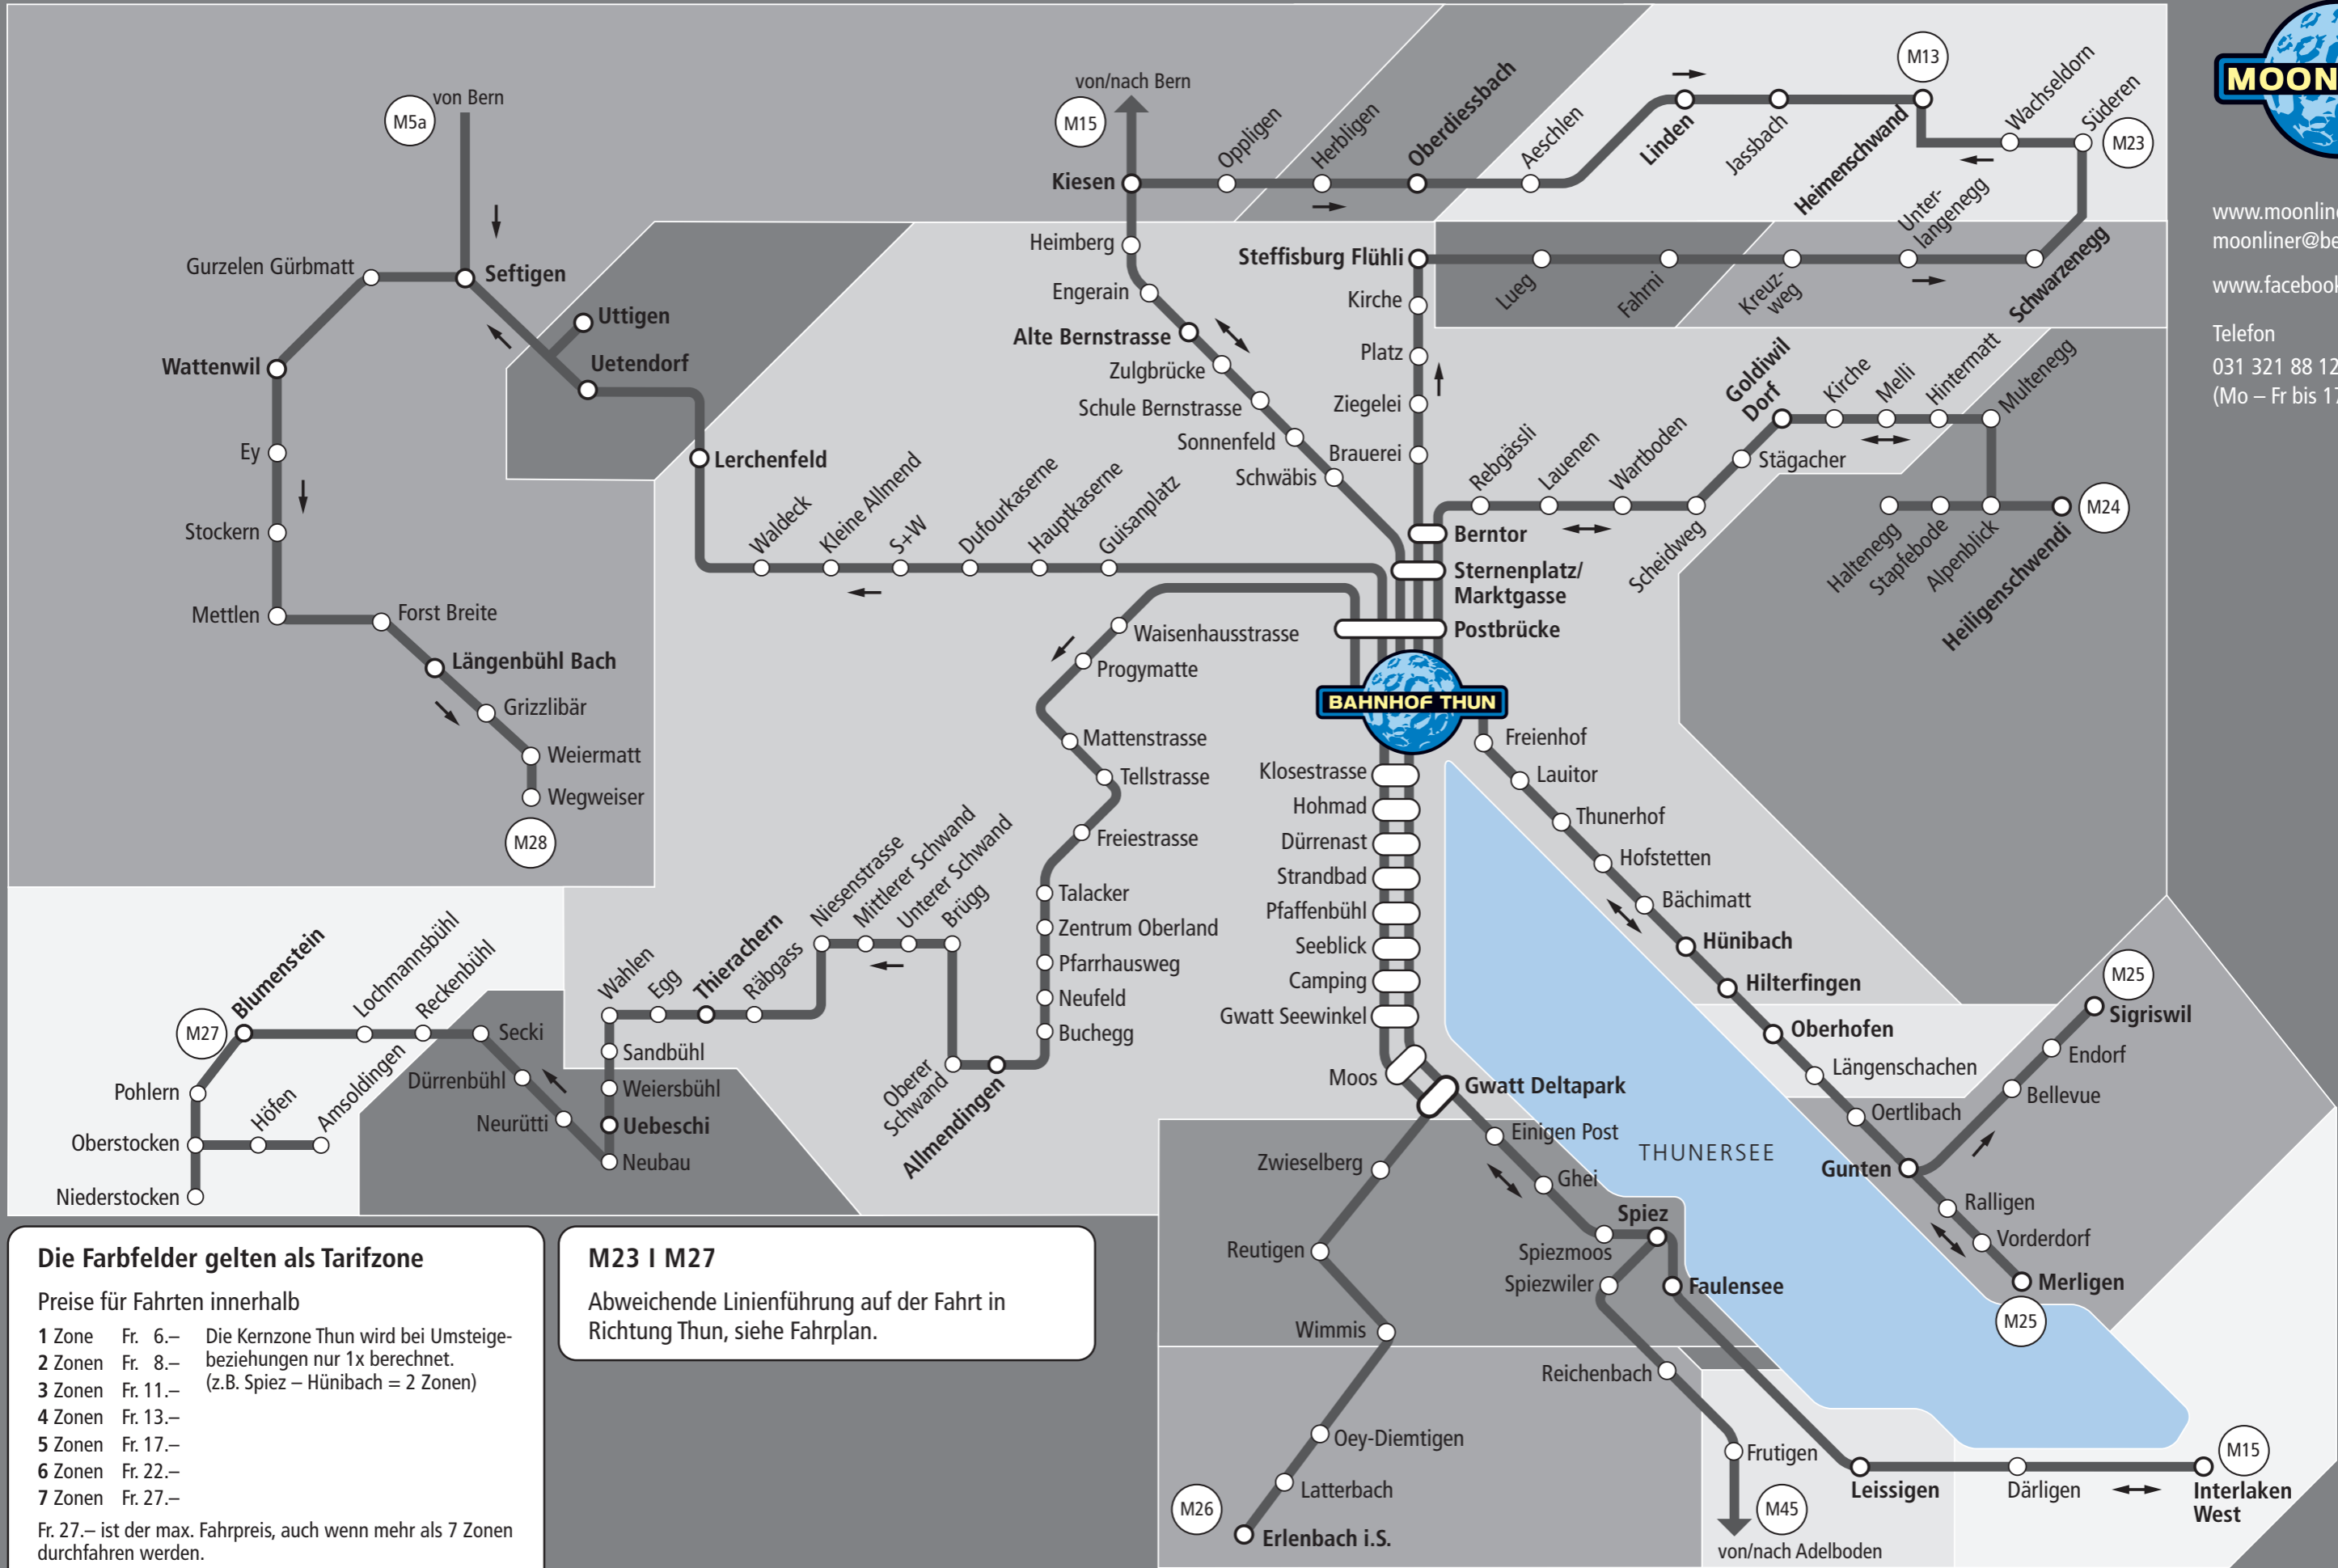 von Bern
M5a
Gurzelen Gürbmatt
Seftigen
Uttigen
Uetendorf
Wattenwil
Ey
Stockern
Mettlen
Forst Breite
Längenbühl Bach
Grizzlibär
Weiermatt
Wegweiser
M28
Lerchenfeld
Waldeck
Kleine Allmend
S+W
Dufourkaserne
Hauptkaserne
Guisanplatz
von/nach Bern
M15
Kiesen
Oppligen
Herbligen
Oberdiessbach
Aeschlen
Linden
Jassbach
M13
Heimenschwand
Wachseldorn
Süderen
M23
Heimberg
Engerain
Alte Bernstrasse
Zulgbrücke
Schule Bernstrasse
Sonnenfeld
Schwäbis
Steffisburg Flühli
Kirche
Platz
Ziegelei
Brauerei
Lueg
Fahrni
Kreuz-
weg
Unter-
langenegg
Schwarzenegg
Rebgässli
Lauenen
Wartboden
Scheidweg
Stägacher
Goldiwil
Dorf
Kirche
Melli
Hintermatt
Multenegg
Haltenegg
Stapfebode
Alpenblick
Heiligenschwendi
M24
Berntor
Sternenplatz/
Marktgasse
Postbrücke
BAHNHOF THUN
Waisenhausstrasse
Progymatte
Mattenstrasse
Tellstrasse
Freiestrasse
Talacker
Zentrum Oberland
Pfarrhausweg
Neufeld
Buchegg
Allmendingen
Oberer
Schwand
Brügg
Unterer Schwand
Mittlerer Schwand
Niesenstrasse
Räbgass
Thierachern
Egg
Wahlen
Sandbühl
Weiersbühl
Uebeschi
Neubau
Neurütti
Dürrenbühl
Secki
Reckenbühl
Lochmannsbühl
Blumenstein
M27
Pohlern
Oberstocken
Höfen
Amsoldingen
Niederstocken
Klosestrasse
Hohmad
Dürrenast
Strandbad
Pfaffenbühl
Seeblick
Camping
Gwatt Seewinkel
Moos
Gwatt Deltapark
Zwieselberg
Reutigen
Wimmis
Oey-Diemtigen
Latterbach
Erlenbach i.S.
M26
Einigen Post
Ghei
Spiezmoos
Spiez
Spiezwiler
Faulensee
Reichenbach
Frutigen
M45
von/nach Adelboden
Leissigen
Därligen
Interlaken
West
M15
THUNERSEE
Freienhof
Lauitor
Thunerhof
Hofstetten
Bächimatt
Hünibach
Hilterfingen
Oberhofen
Längenschachen
Oertlibach
Gunten
Bellevue
Endorf
Sigriswil
M25
Ralligen
Vorderdorf
Merligen
M25
MOON
www.moonline
moonliner@be
www.facebook
Telefon
031 321 88 12
(Mo – Fr bis 17
Die Farbfelder gelten als Tarifzone
Preise für Fahrten innerhalb
1 Zone Fr. 6.–
2 Zonen Fr. 8.–
3 Zonen Fr. 11.–
4 Zonen Fr. 13.–
5 Zonen Fr. 17.–
6 Zonen Fr. 22.–
7 Zonen Fr. 27.–
Die Kernzone Thun wird bei Umsteige-
beziehungen nur 1x berechnet.
(z.B. Spiez – Hünibach = 2 Zonen)
Fr. 27.– ist der max. Fahrpreis, auch wenn mehr als 7 Zonen
durchfahren werden.
M23 I M27
Abweichende Linienführung auf der Fahrt in
Richtung Thun, siehe Fahrplan.